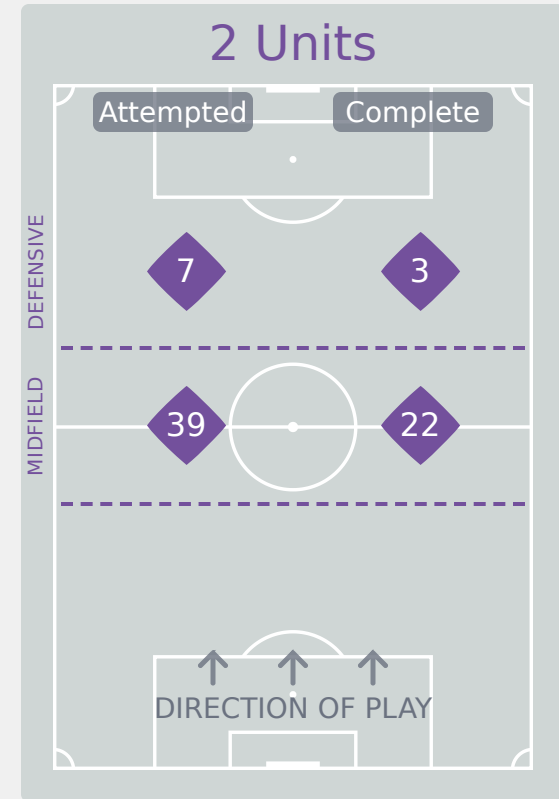 2 Units
Attempted
Complete
DEFENSIVE
7
3
MIDFIELD
39
22
DIRECTION OF PLAY